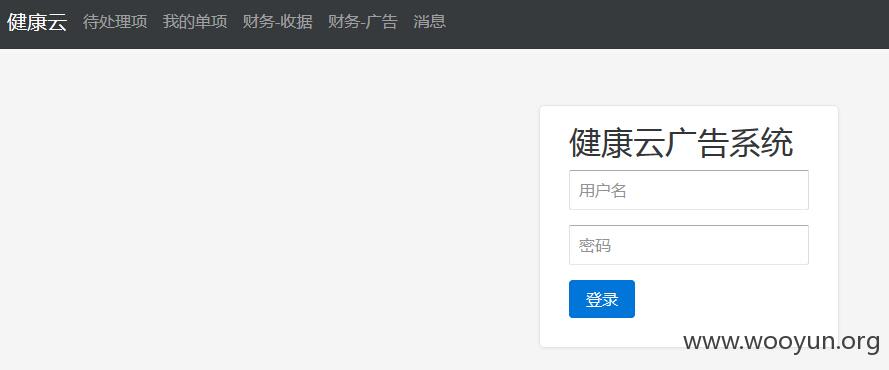 健康云 待处理项 我的单项 财务-收据 财务-广告 消息
健康云广告系统
用户名
密码
登录
www.wooyun.org